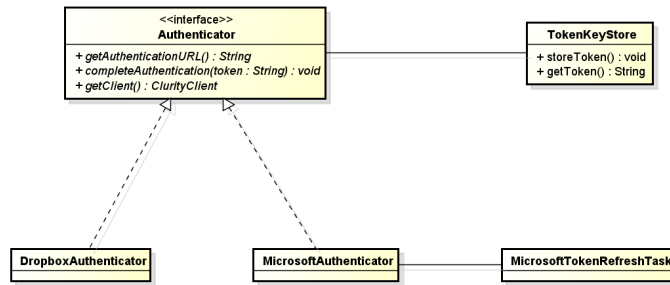 <<interface>>
Authenticator
+ getAuthenticationURL() : String
+ completeAuthentication(token : String) : void
+ getClient() : ClurityClient
TokenKeyStore
+ storeToken() : void
+ getToken() : String
DropboxAuthenticator
MicrosoftAuthenticator
MicrosoftTokenRefreshTask